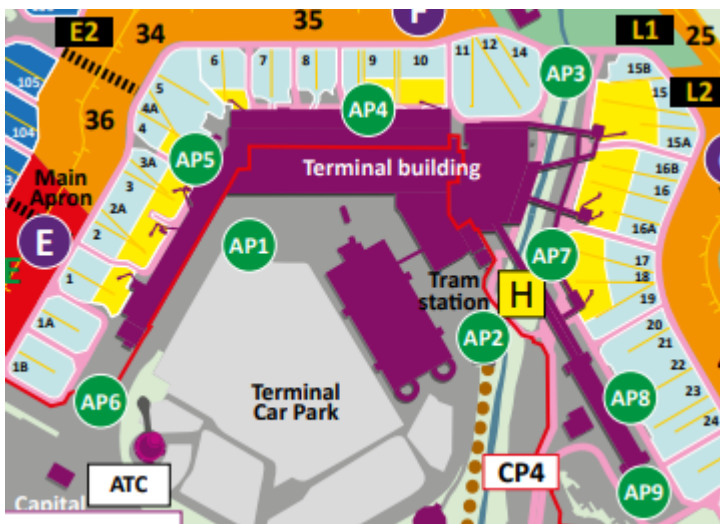 E2
34
35
F
L1
25
L2
36
105
104
3
Main
Apron
E
E
5
4A
4
3A
3
2A
2
1
1A
1B
6
7
8
9
10
11
12
14
15B
15
15A
16B
16
16A
17
18
19
20
21
22
23
24
AP3
AP4
AP5
Terminal building
AP1
AP7
Tram
station
H
AP2
Terminal
Car Park
AP6
AP8
ATC
CP4
AP9
Capital